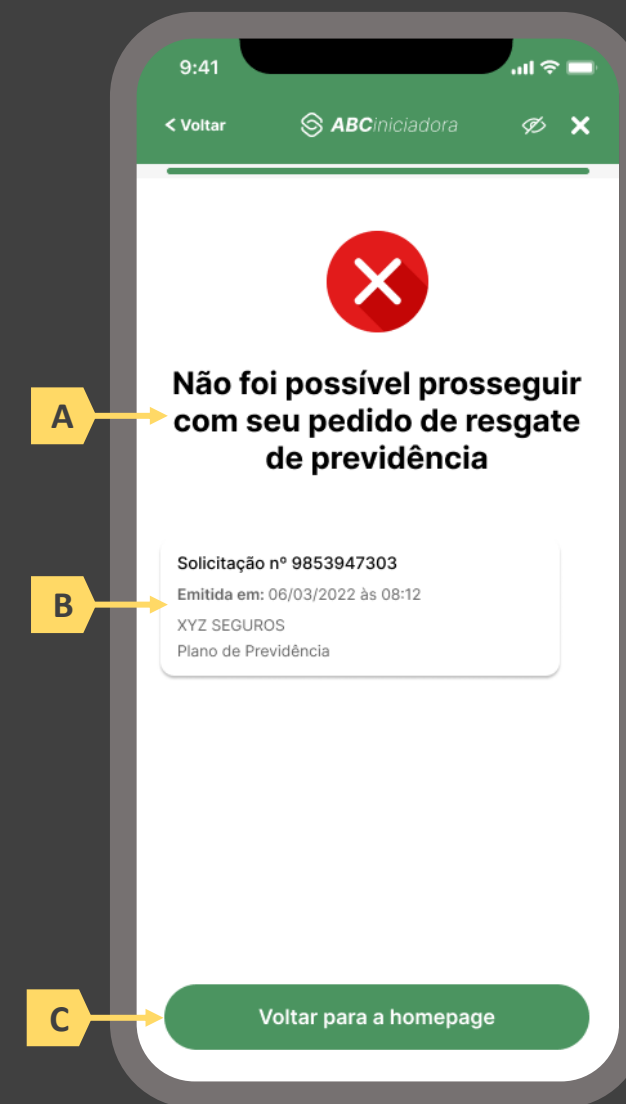 9:41
< Voltar
ABCiniciadora
Não foi possível prosseguir
com seu pedido de resgate
de previdência
A
Solicitação nº 9853947303
Emitida em: 06/03/2022 às 08:12
B
XYZ SEGUROS
Plano de Previdência
C
Voltar para a homepage